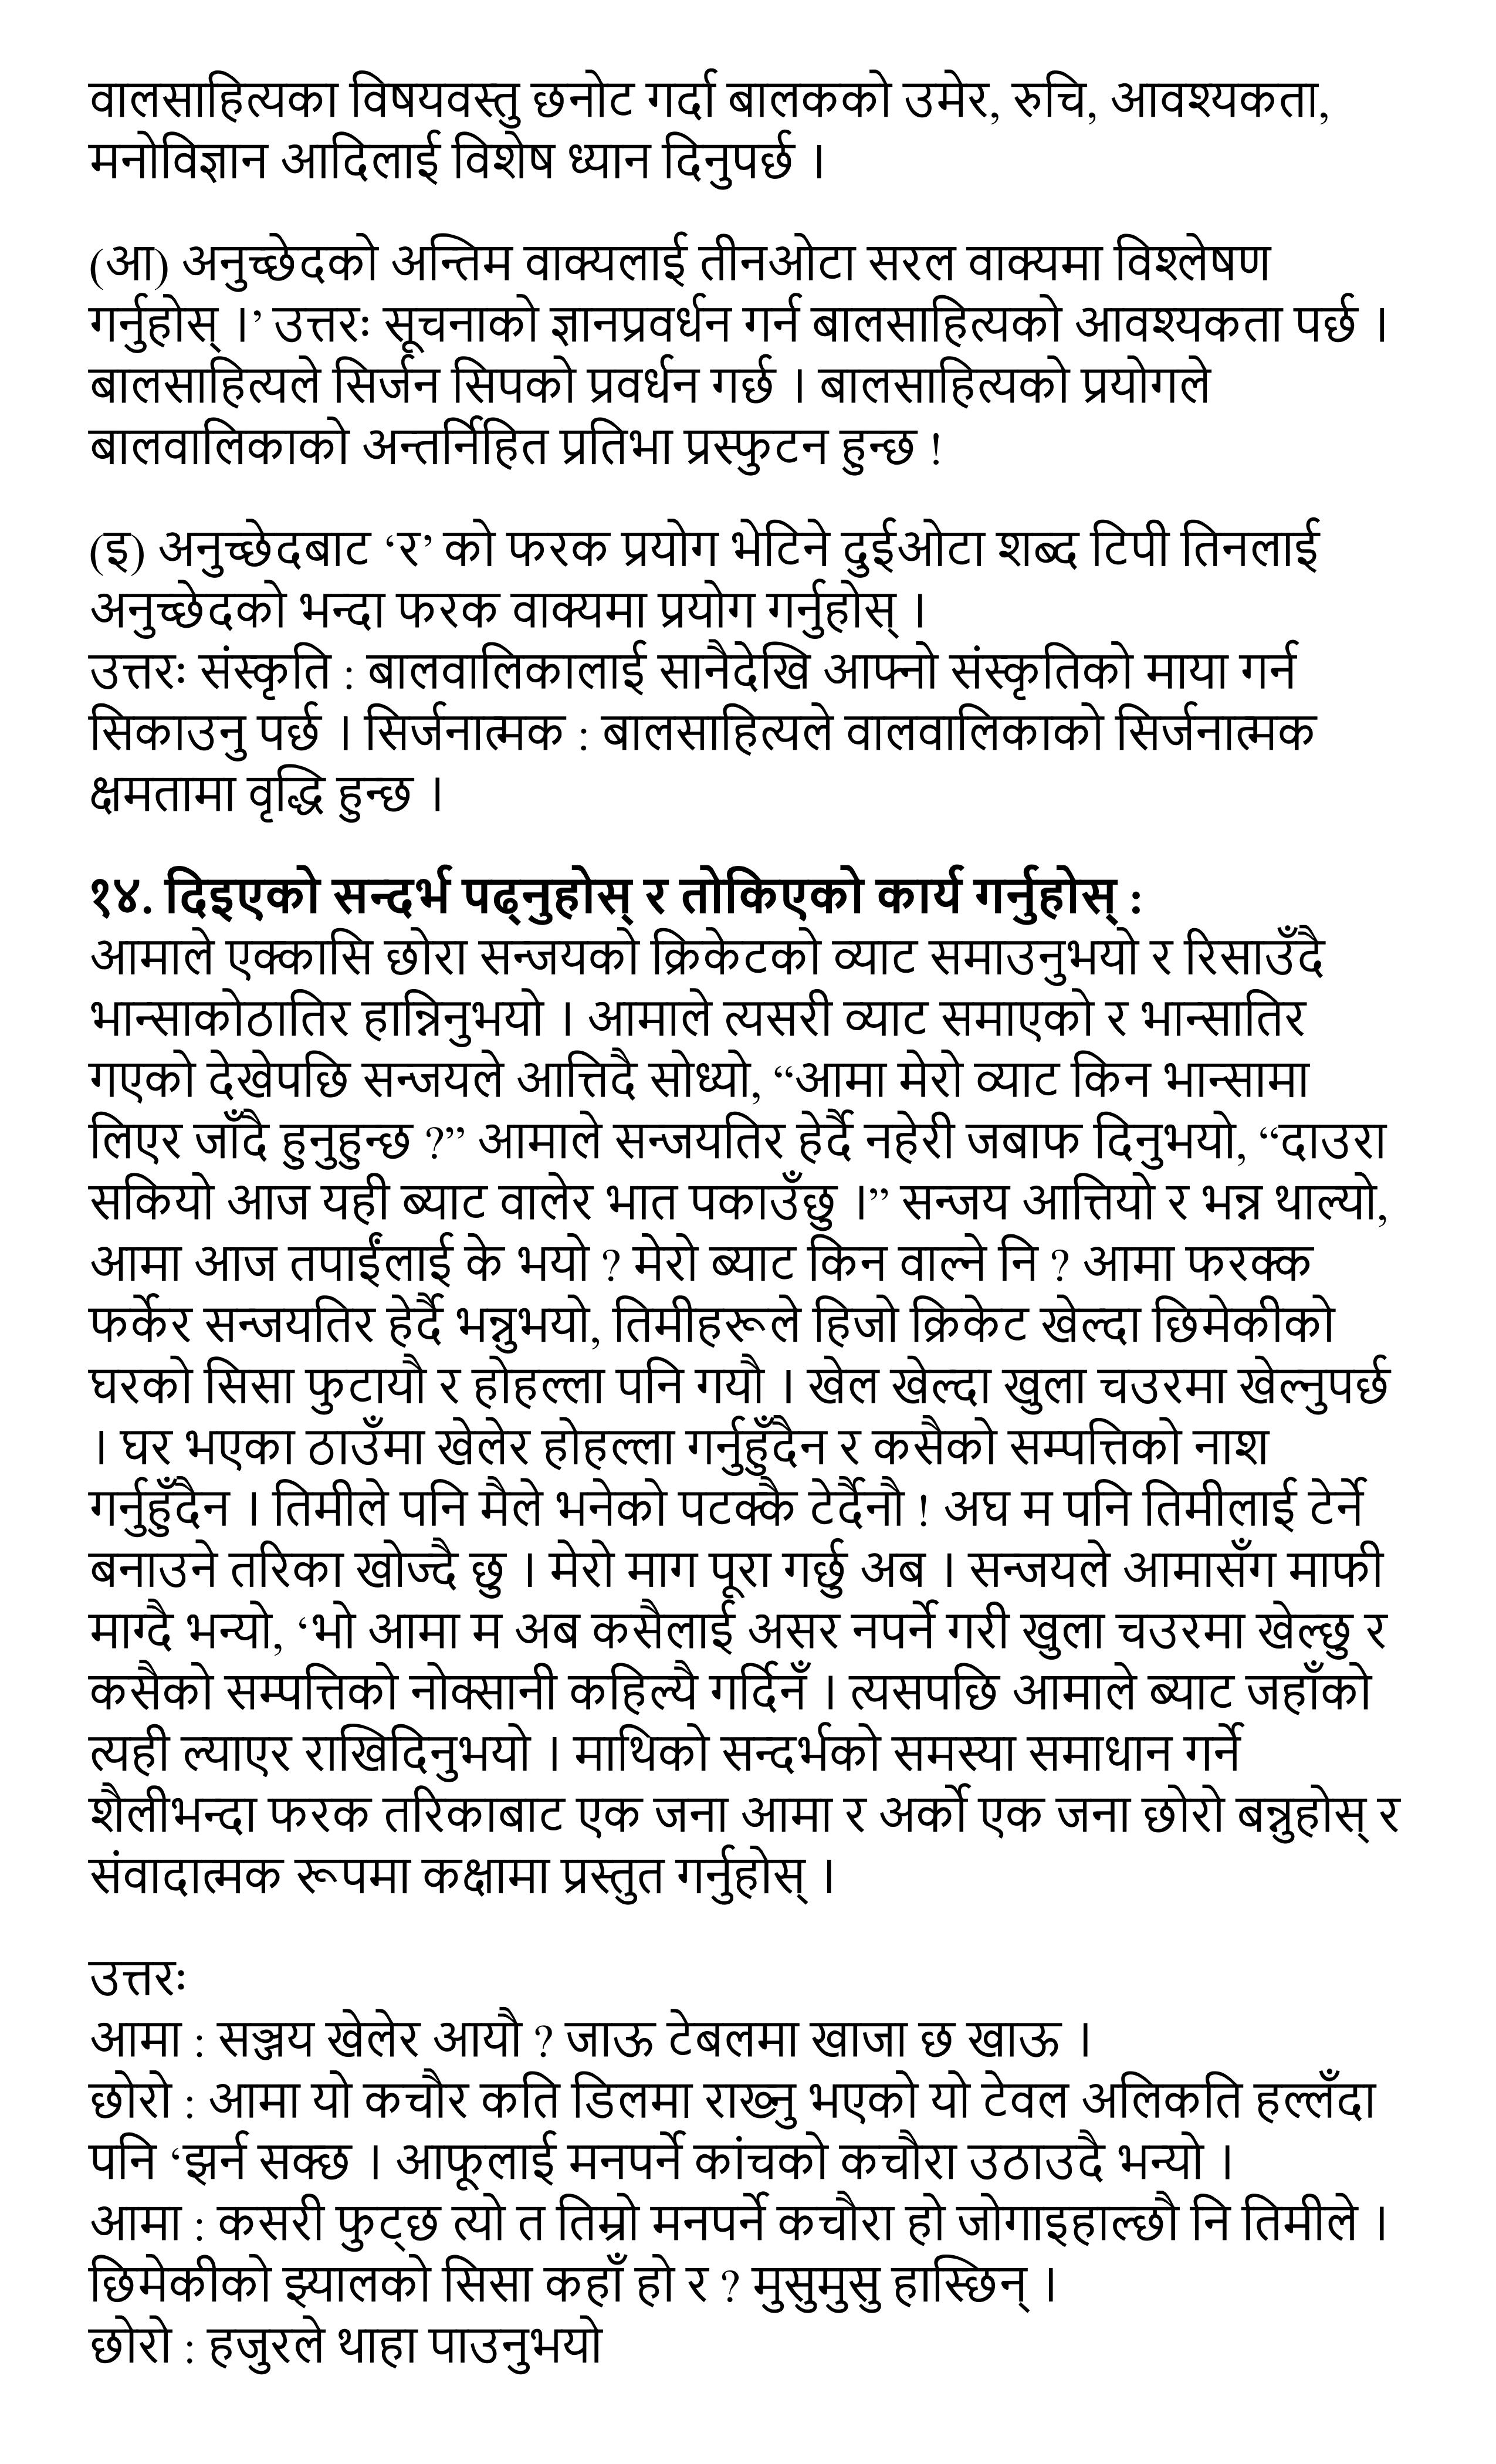 वालसाहित्यका विषयवस्तु छनोट गर्दा बालकको उमेर, रुचि, आवश्यकता,
मनोविज्ञान आदिलाई विशेष ध्यान दिनुपर्छ ।
(आ) अनुच्छेदको अन्तिम वाक्यलाई तीनओटा सरल वाक्यमा विश्लेषण
गर्नुहोस् ।’ उत्तरः सूचनाको ज्ञानप्रवर्धन गर्न बालसाहित्यको आवश्यकता पर्छ ।
बालसाहित्यले सिर्जन सिपको प्रवर्धन गर्छ । बालसाहित्यको प्रयोगले
बालवालिकाको अन्तर्निहित प्रतिभा प्रस्फुटन हुन्छ !
(इ) अनुच्छेदबाट ‘र’ को फरक प्रयोग भेटिने दुईओटा शब्द टिपी तिनलाई
अनुच्छेदको भन्दा फरक वाक्यमा प्रयोग गर्नुहोस् ।
उत्तरः संस्कृति : बालवालिकालाई सानैदेखि आफ्नो संस्कृतिको माया गर्न
सिकाउनु पर्छ । सिर्जनात्मक : बालसाहित्यले वालवालिकाको सिर्जनात्मक
क्षमतामा वृद्धि हुन्छ ।
१४. दिइएको सन्दर्भ पढ्नुहोस् र तोकिएको कार्य गर्नुहोस् :
आमाले एक्कासि छोरा सन्जयको क्रिकेटको व्याट समाउनुभयो र रिसाउँदै
भान्साकोठातिर हान्निनुभयो । आमाले त्यसरी व्याट समाएको र भान्सातिर
गएको देखेपछि सन्जयले आत्तिदै सोध्यो, “आमा मेरो व्याट किन भान्सामा
लिएर जाँदै हुनुहुन्छ ?” आमाले सन्जयतिर हेर्दै नहेरी जबाफ दिनुभयो, “दाउरा
सकियो आज यही ब्याट वालेर भात पकाउँछु ।” सन्जय आत्तियो र भन्न थाल्यो,
आमा आज तपाईंलाई के भयो ? मेरो ब्याट किन वाल्ने नि ? आमा फरक्क
फर्केर सन्जयतिर हेर्दै भन्नुभयो, तिमीहरूले हिजो क्रिकेट खेल्दा छिमेकीको
घरको सिसा फुटायौ र होहल्ला पनि गयौ । खेल खेल्दा खुला चउरमा खेल्नुपर्छ
। घर भएका ठाउँमा खेलेर होहल्ला गर्नुहुँदैन र कसैको सम्पत्तिको नाश
गर्नुहुँदैन । तिमीले पनि मैले भनेको पटक्कै टेर्दैनौ ! अघ म पनि तिमीलाई टेर्ने
बनाउने तरिका खोज्दै छु । मेरो माग पूरा गर्छु अब । सन्जयले आमासँग माफी
माग्दै भन्यो, ‘भो आमा म अब कसैलाई असर नपर्ने गरी खुला चउरमा खेल्छु र
कसैको सम्पत्तिको नोक्सानी कहिल्यै गर्दिनँ । त्यसपछि आमाले ब्याट जहाँको
त्यही ल्याएर राखिदिनुभयो । माथिको सन्दर्भको समस्या समाधान गर्ने
शैलीभन्दा फरक तरिकाबाट एक जना आमा र अर्को एक जना छोरो बन्नुहोस् र
संवादात्मक रूपमा कक्षामा प्रस्तुत गर्नुहोस् ।
उत्तरः
आमा : सञ्जय खेलेर आयौ ? जाऊ टेबलमा खाजा छ खाऊ ।
छोरो : आमा यो कचौर कति डिलमा राख्नु भएको यो टेवल अलिकति हल्लँदा
पनि ‘झर्न सक्छ । आफूलाई मनपर्ने कांचको कचौरा उठाउदै भन्यो ।
आमा : कसरी फुट्छ त्यो त तिम्रो मनपर्ने कचौरा हो जोगाइहाल्छौ नि तिमीले ।
छिमेकीको झ्यालको सिसा कहाँ हो र ? मुसुमुसु हास्छिन् ।
छोरो : हजुरले थाहा पाउनुभयो